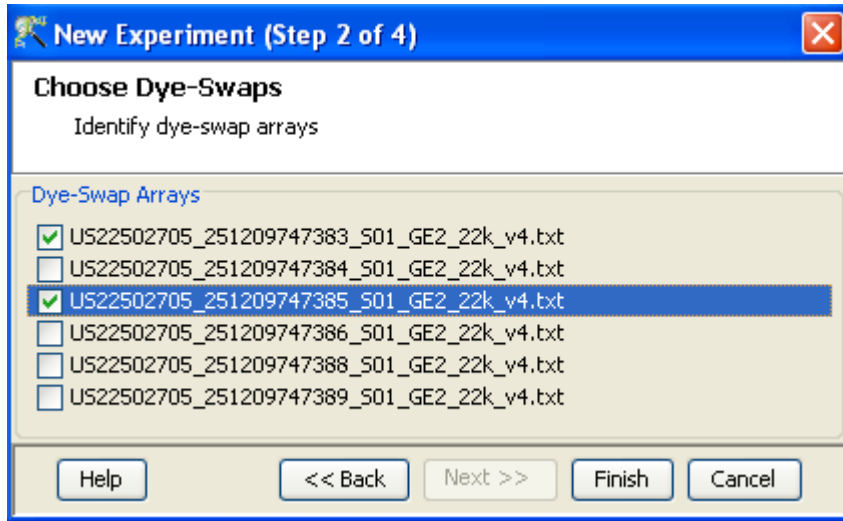 New Experiment (Step 2 of 4)
Choose Dye-Swaps
Identify dye-swap arrays
Dye-Swap Arrays
US22502705_251209747383_S01_GE2_22k_v4.txt
US22502705_251209747384_S01_GE2_22k_v4.txt
US22502705_251209747385_S01_GE2_22k_v4.txt
US22502705_251209747386_S01_GE2_22k_v4.txt
US22502705_251209747388_S01_GE2_22k_v4.txt
US22502705_251209747389_S01_GE2_22k_v4.txt
Help << Back Next >> Finish Cancel